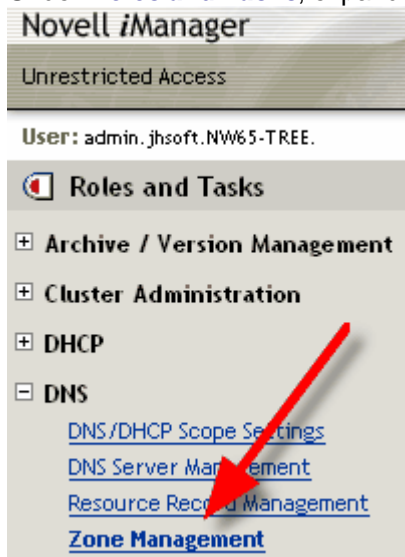 Novell iManager
Unrestricted Access
User: admin.jhsoft.NW65-TREE.
Roles and Tasks
Archive / Version Management
Cluster Administration
DHCP
DNS
DNS/DHCP Scope Settings
DNS Server Management
Resource Record Management
Zone Management